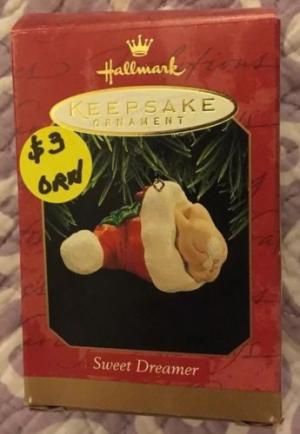 Hallmark
KEEPSAKE
ORNAMENT
$3
ORN
Sweet Dreamer